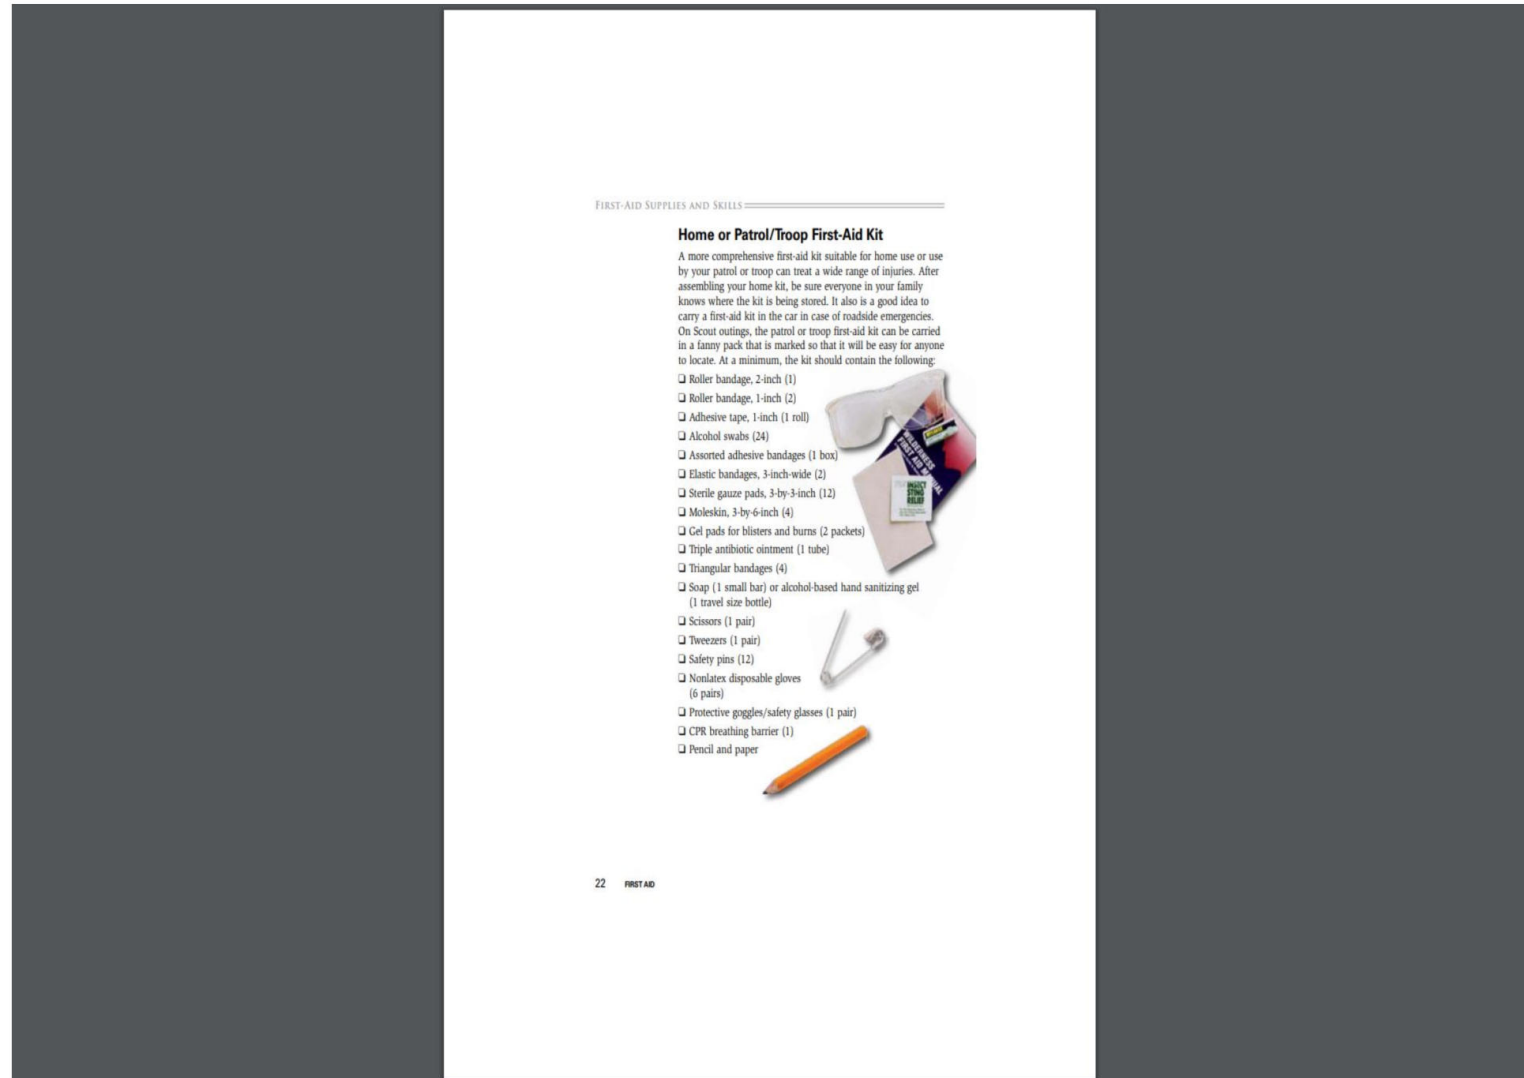 FIRST-AID SUPPLIES AND SKILLS
Home or Patrol/Troop First-Aid Kit
A more comprehensive first-aid kit suitable for home use or use
by your patrol or troop can treat a wide range of injuries. After
assembling your home kit, be sure everyone in your family
knows where the kit is being stored. It also is a good idea to
carry a first-aid kit in the car in case of roadside emergencies.
On Scout outings, the patrol or troop first-aid kit can be carried
in a fanny pack that is marked so that it will be easy for anyone
to locate. At a minimum, the kit should contain the following:
❑ Roller bandage, 2-inch (1)
❑ Roller bandage, 1-inch (2)
❑ Adhesive tape, 1-inch (1 roll)
❑ Alcohol swabs (24)
❑ Assorted adhesive bandages (1 box)
❑ Elastic bandages, 3-inch-wide (2)
❑ Sterile gauze pads, 3-by-3-inch (12)
❑ Moleskin, 3-by-6-inch (4)
❑ Gel pads for blisters and burns (2 packets)
❑ Triple antibiotic ointment (1 tube)
❑ Triangular bandages (4)
❑ Soap (1 small bar) or alcohol-based hand sanitizing gel
(1 travel size bottle)
❑ Scissors (1 pair)
❑ Tweezers (1 pair)
❑ Safety pins (12)
❑ Nonlatex disposable gloves
(6 pairs)
❑ Protective goggles/safety glasses (1 pair)
❑ CPR breathing barrier (1)
❑ Pencil and paper
WILDERNESS
FIRST AID
INSECT
STING
RELIEF
22 FIRST AID